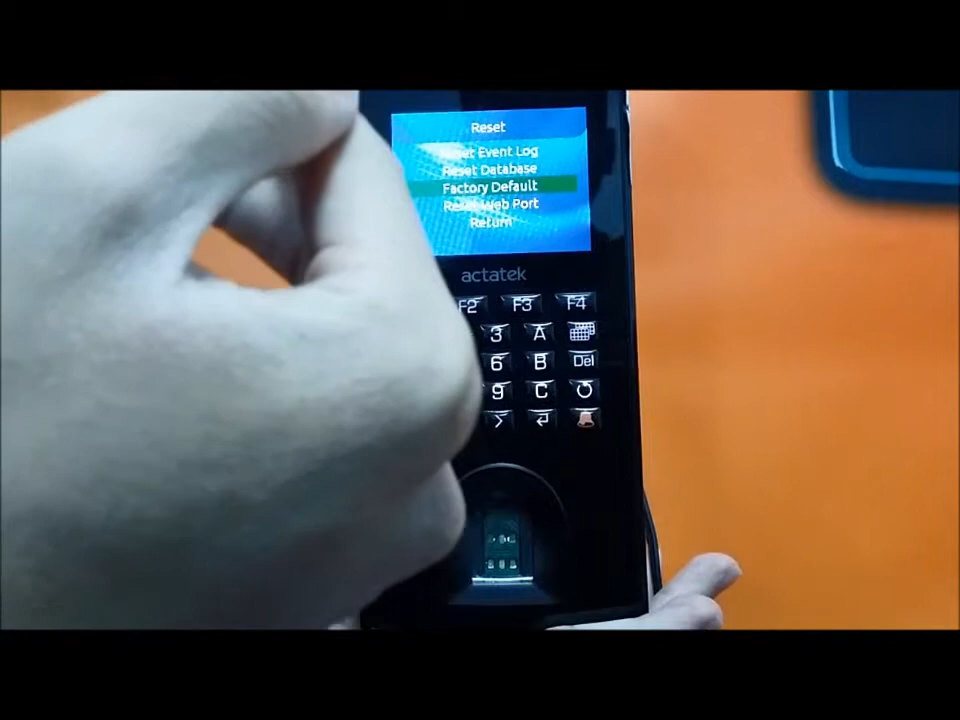 Reset
Reset Event Log
Reset Database
Factory Default
Reset Web Port
Return
actatek
F2 F3 F4
3 A
6 B Del
9 C
>